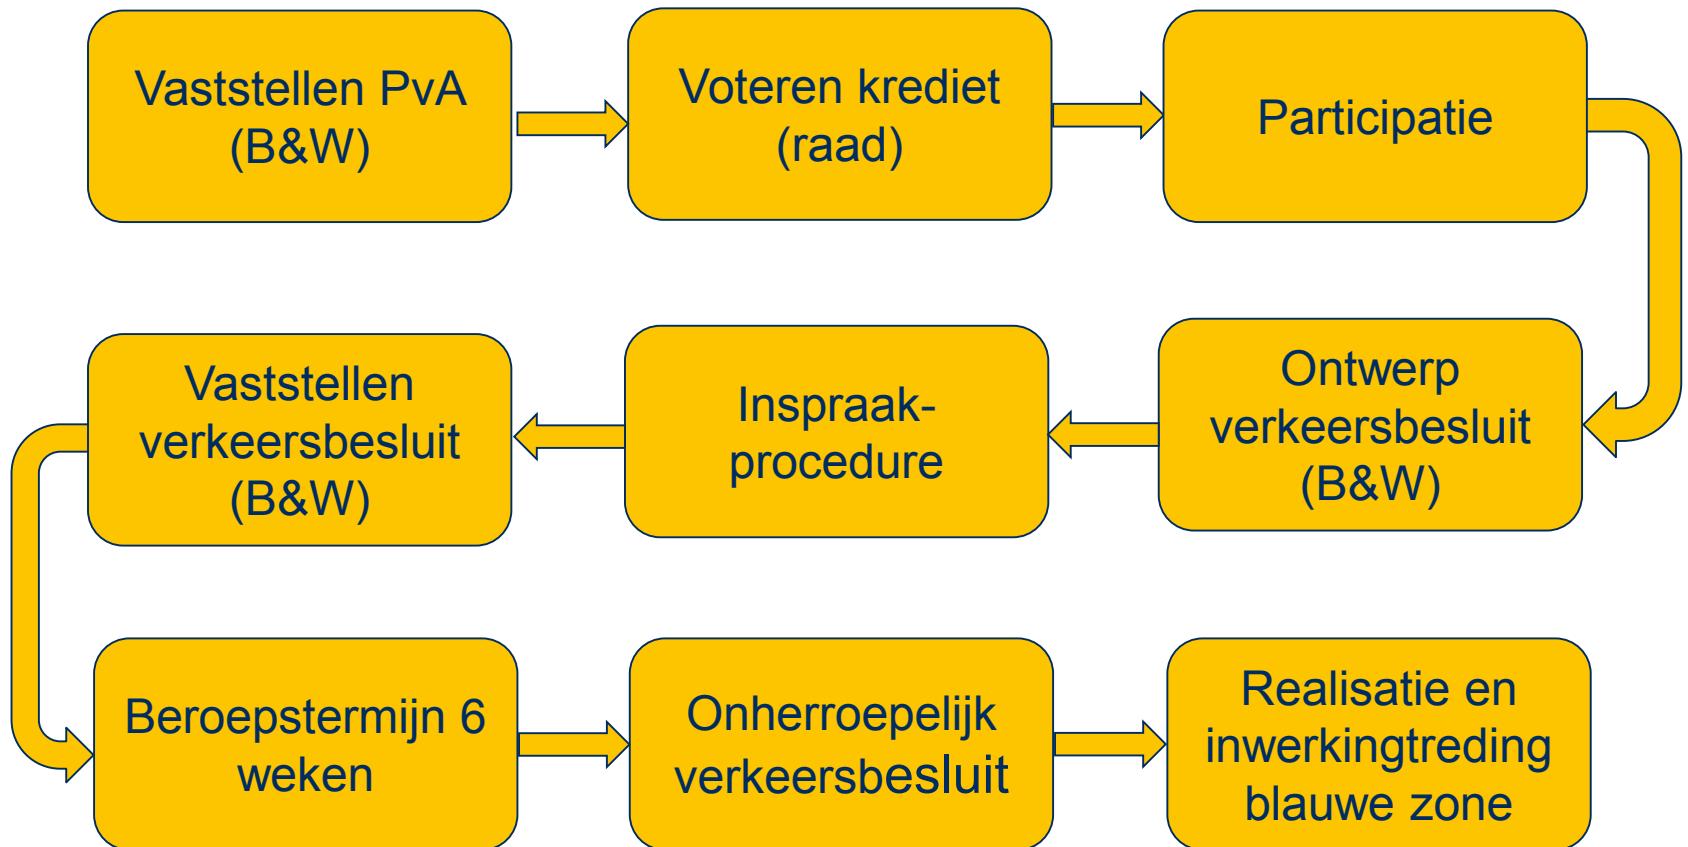 Vaststellen PvA
(B&W)
Voteren krediet
(raad)
Participatie
Ontwerp
verkeersbesluit
(B&W)
Inspraak-
procedure
Vaststellen
verkeersbesluit
(B&W)
Beroepstermijn 6
weken
Onherroepelijk
verkeersbesluit
Realisatie en
inwerkingtreding
blauwe zone